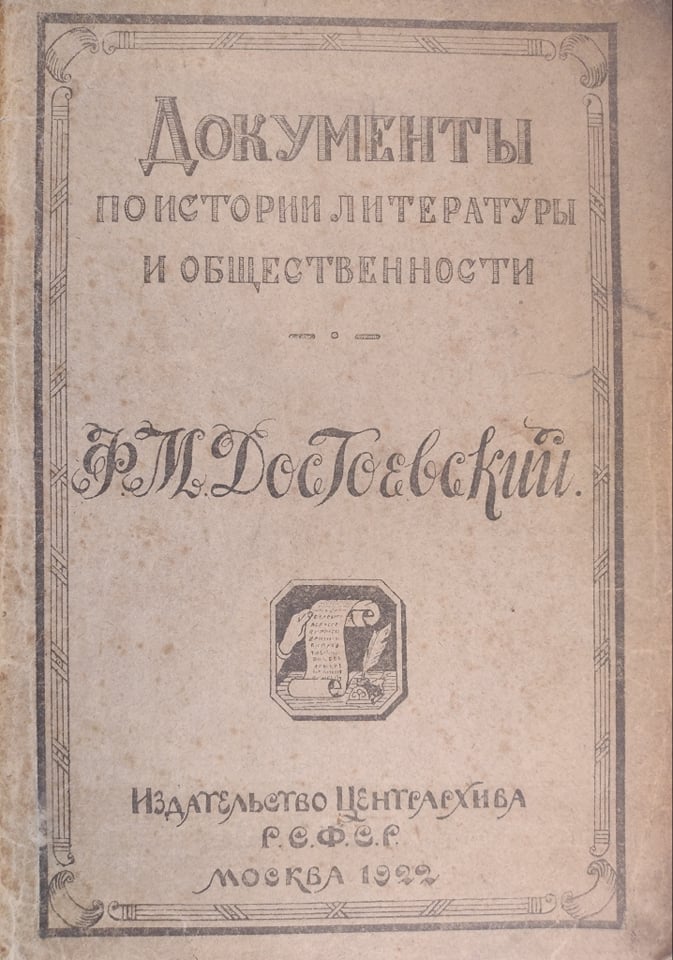 Документы
по истории литературы
и общественности
Ф.М. Достоевский.
Издательство Центрархива
Р.С.Ф.С.Р.
Москва 1922